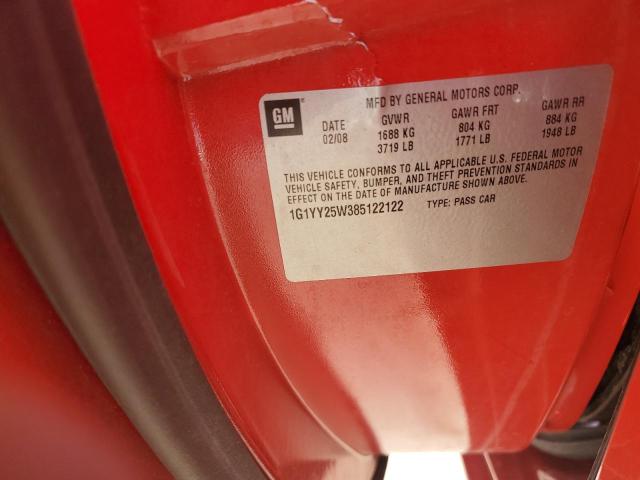 GM
MFD BY GENERAL MOTORS CORP.
DATE GVWR GAWR FRT GAWR RR
02/08 1688 KG 804 KG 884 KG
3719 LB 1771 LB 1948 LB
THIS VEHICLE CONFORMS TO ALL APPLICABLE U.S. FEDERAL MOTOR
VEHICLE SAFETY, BUMPER, AND THEFT PREVENTION STANDARDS IN
EFFECT ON THE DATE OF MANUFACTURE SHOWN ABOVE.
1G1YY25W385122122 TYPE: PASS CAR